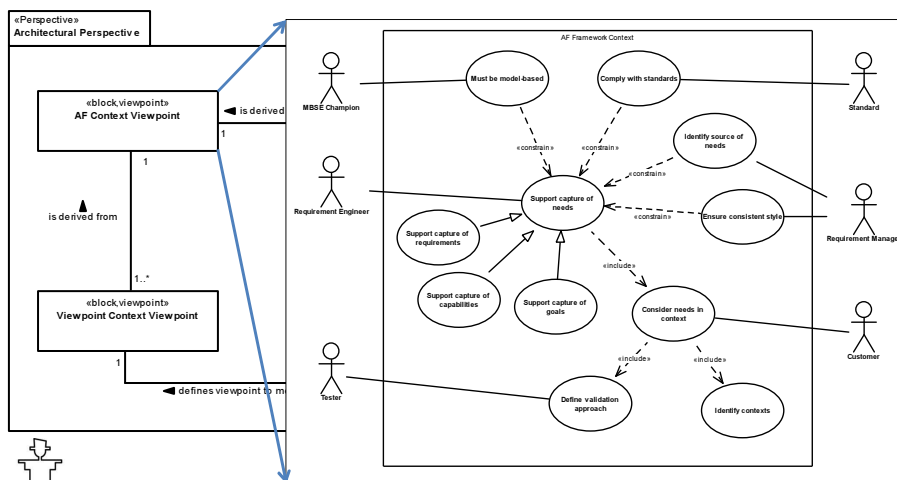 «Perspective»
Architectural Perspective
«block,viewpoint»
AF Context Viewpoint
is derived
1
1
is derived from
1..*
«block,viewpoint»
Viewpoint Context Viewpoint
1
defines viewpoint to m
AF Framework Context
Must be model-based
Comply with standards
MBSE Champion
Standard
Identify source of
needs
«constrain»
«constrain»
«constrain»
Support capture of
needs
Requirement Engineer
«constrain»
Ensure consistent style
Requirement Manage
Support capture of
requirements
«include»
Support capture of
capabilities
Support capture of
goals
Consider needs in
context
Customer
«include»
«include»
Tester
Define validation
approach
Identify contexts